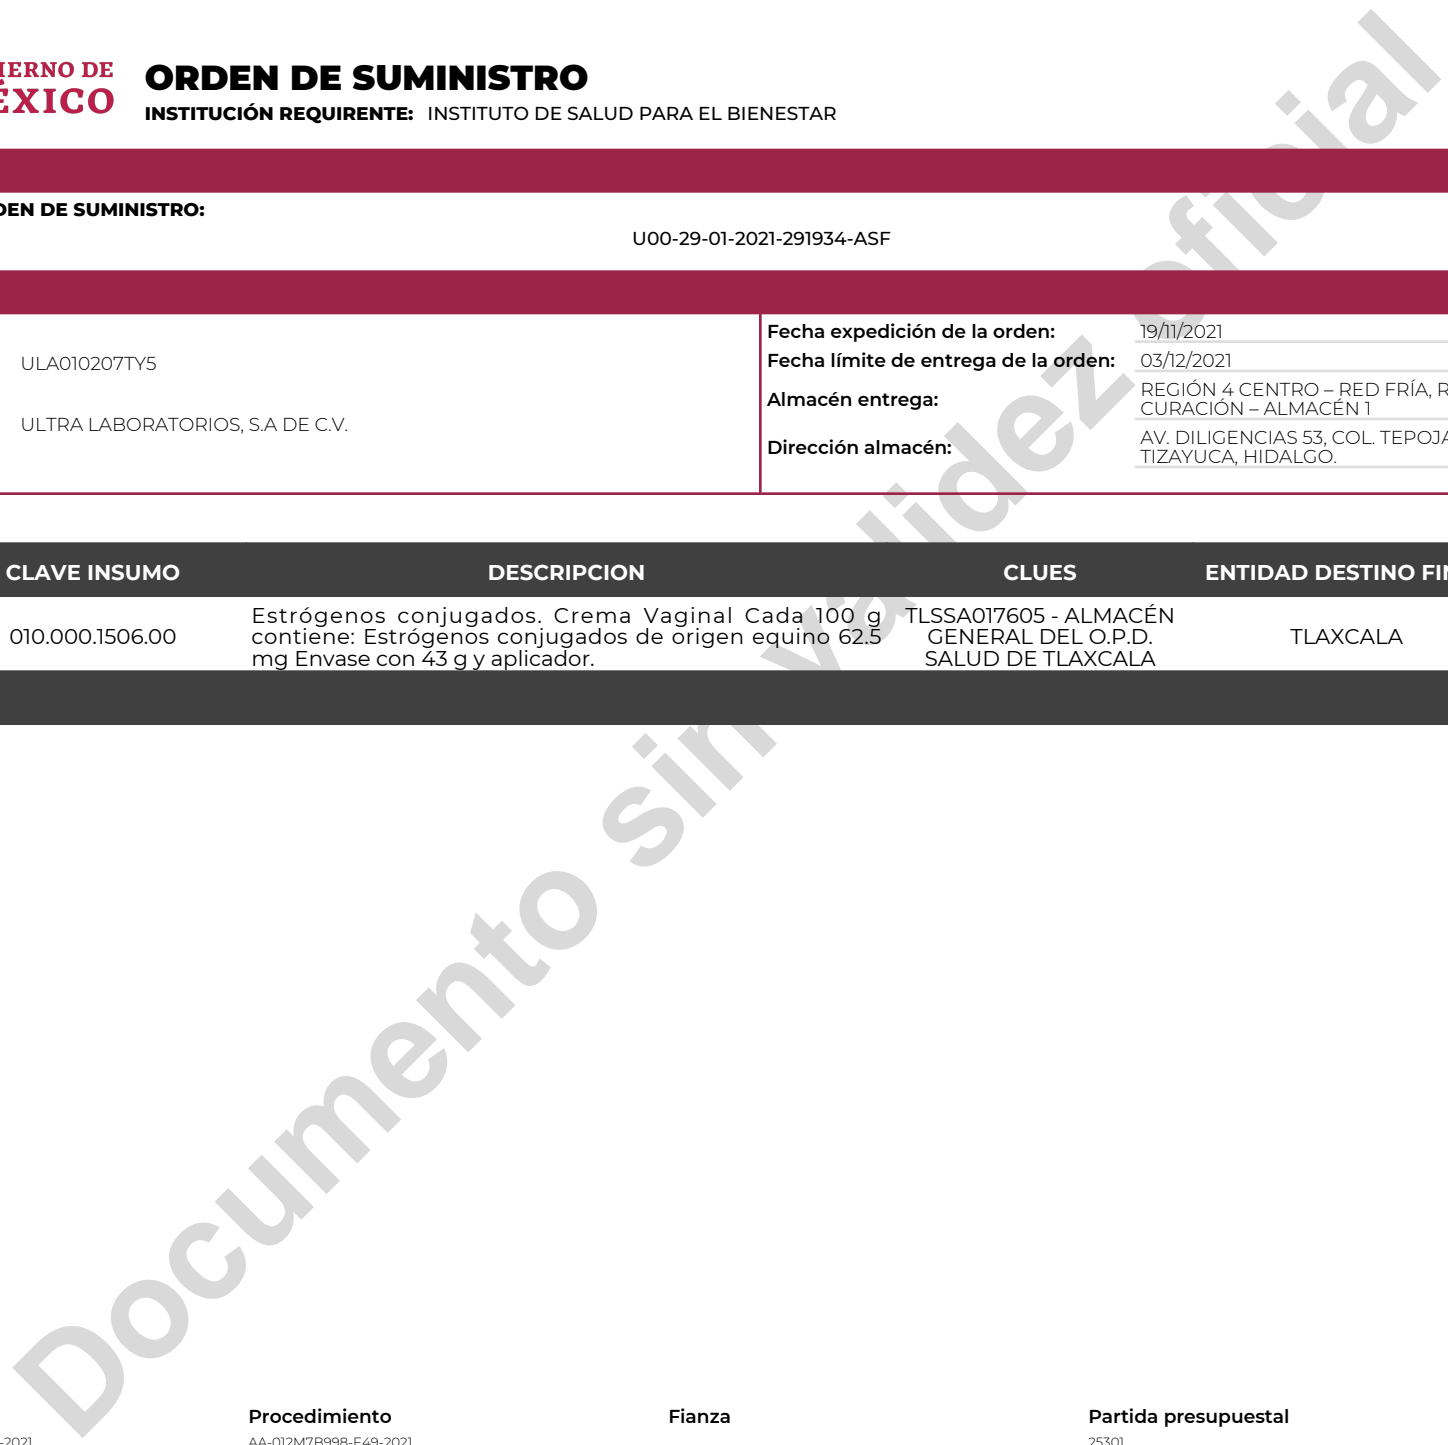 ORDEN DE SUMINISTRO
INSTITUCIÓN REQUIRENTE: INSTITUTO DE SALUD PARA EL BIENESTAR
DE
XICO
DE SUMINISTRO:
U00-29-01-2021-291934-ASF
ULA010207TY5
ULTRA LABORATORIOS, S.A DE C.V.
Fecha expedición de la orden: 19/11/2021
Fecha límite de entrega de la orden: 03/12/2021
Almacén entrega: REGIÓN 4 CENTRO – RED FRÍA,
CURACIÓN – ALMACÉN 1
Dirección almacén: AV. DILIGENCIAS 53, COL.
TIZAYUCA, HIDALGO.
CLAVE INSUMO DESCRIPCION CLUES ENTIDAD DESTINO
010.000.1506.00
Estrógenos conjugados. Crema Vaginal Cada 100 g
contiene: Estrógenos conjugados de origen equino 62.5
mg Envase con 43 g y aplicador.
TLSSA017605 - ALMACÉN
GENERAL DEL O.P.D.
SALUD DE TLAXCALA
TLAXCALA
Documento sin validez oficial
Procedimiento Fianza Partida presupuestal
-2021 AA-012M7B998-E49-2021 25301